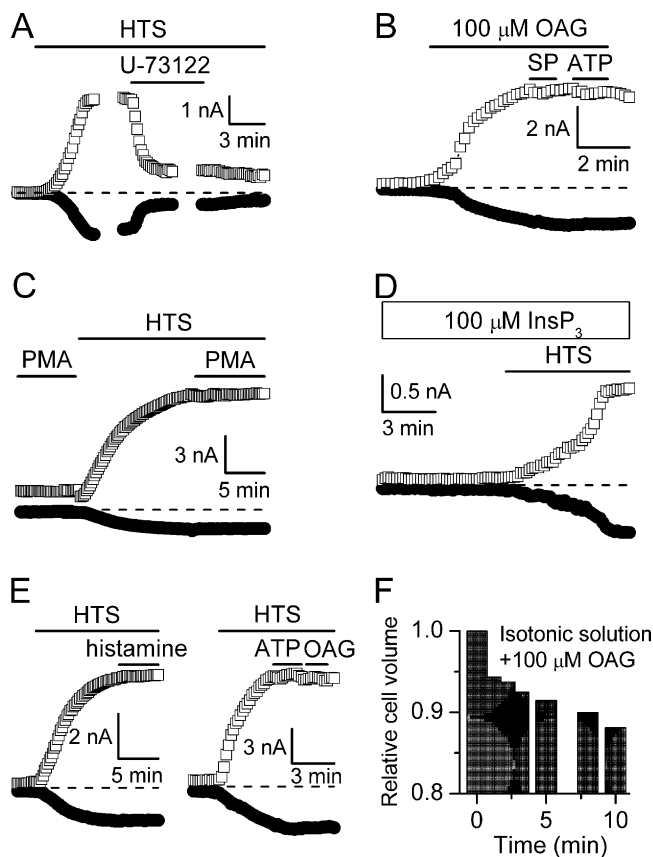 A
HTS
U-73122
1 nA
3 min
B
100 μM OAG
SP ATP
2 nA
2 min
C
HTS
PMA PMA
3 nA
5 min
D
100 μM InsP3
HTS
0.5 nA
3 min
E
HTS
histamine
2 nA
5 min
HTS
ATP OAG
3 nA
3 min
F
Isotonic solution
+100 μM OAG
Relative cell volume
1.0
0.9
0.8
0 5 10
Time (min)